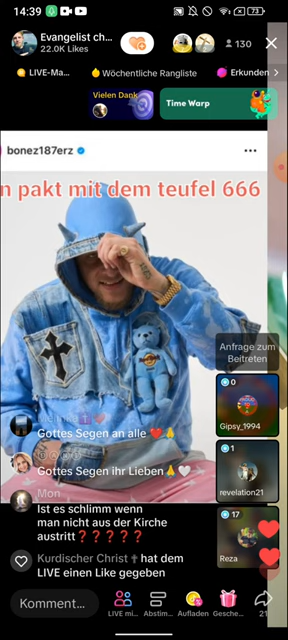 14:39
73
Evangelist ch...
22.0K Likes
130
LIVE-Ma...
Wöchentliche Rangliste
Erkunden
Vielen Dank
Time Warp
bonez187erz
n pakt mit dem teufel 666
Anfrage zum
Beitreten
0
Gipsy_1994
Gottes Segen an alle ❤️🙏
1
revelation21
Gottes Segen ihr Lieben🙏🤍
Mon
Ist es schlimm wenn
man nicht aus der Kirche
austritt❓❓❓❓❓
17
Reza
Kurdischer Christ ✝ hat dem
LIVE einen Like gegeben
Komment...
LIVE mi...
Abstim...
Aufladen
Gesche...
21